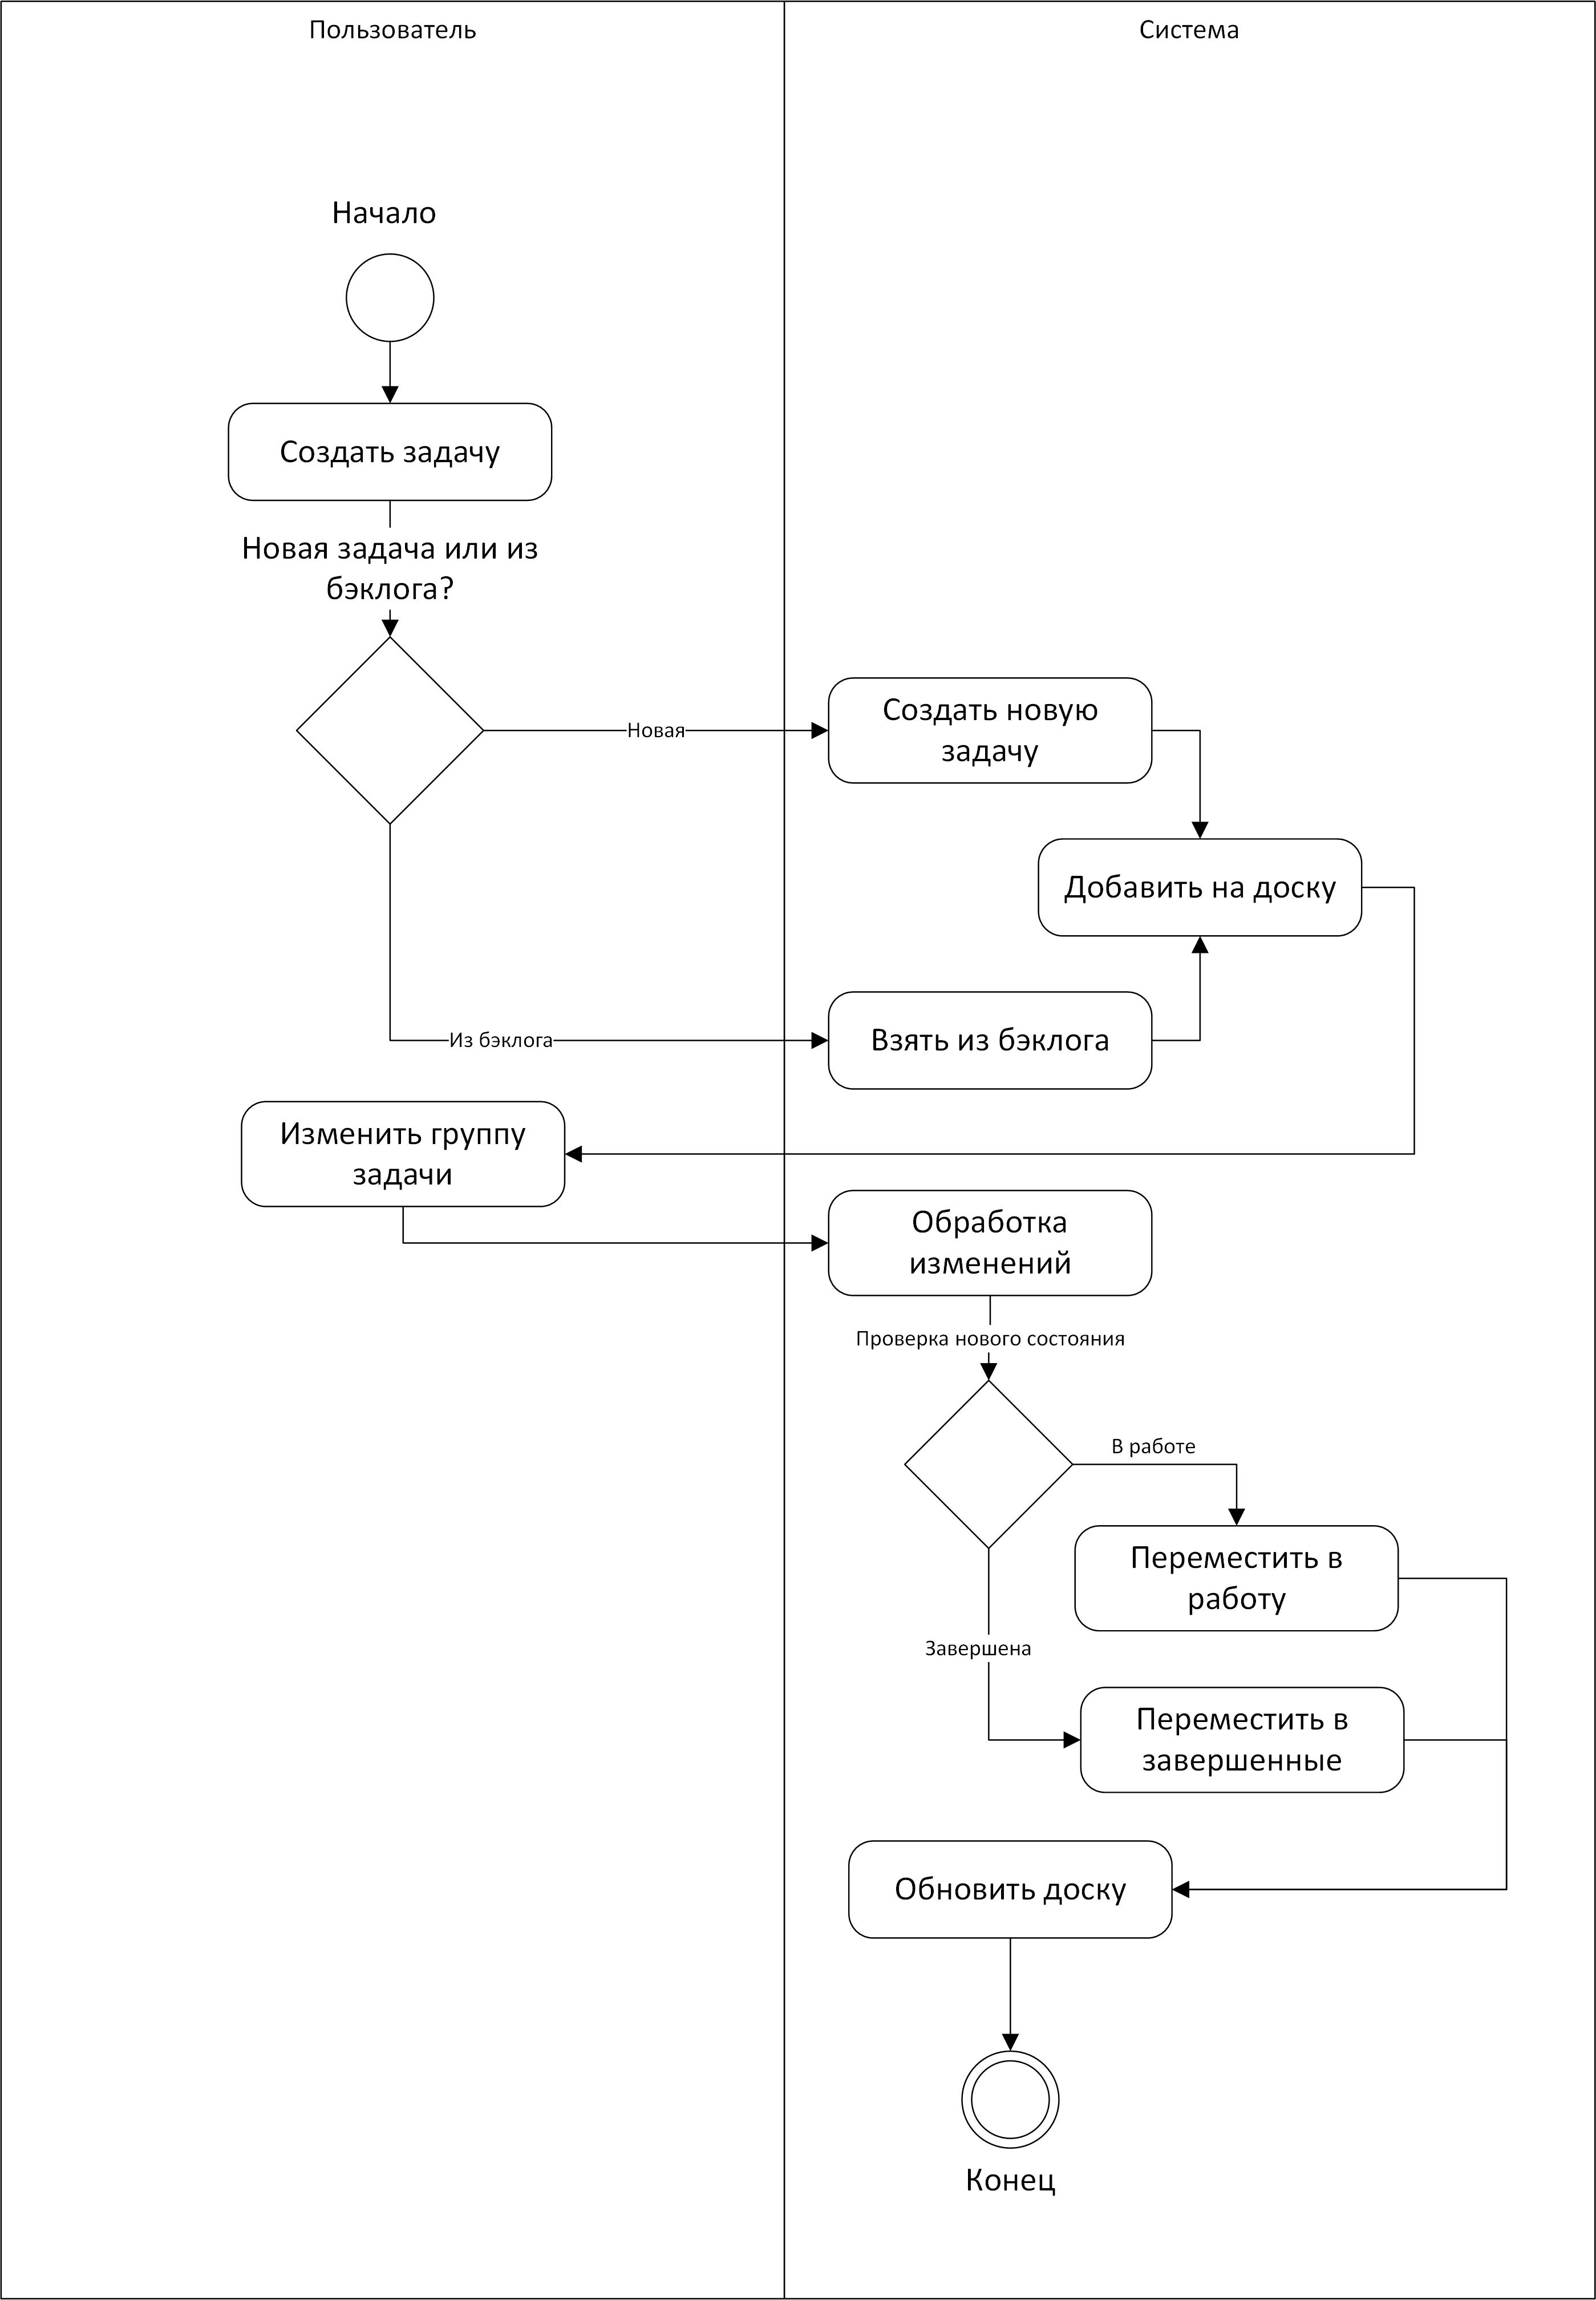 Пользователь
Система
Начало
Создать задачу
Новая задача или из
бэклога?
Новая
Создать новую
задачу
Добавить на доску
Из бэклога
Взять из бэклога
Изменить группу
задачи
Обработка
изменений
Проверка нового состояния
В работе
Переместить в
работу
Завершена
Переместить в
завершенные
Обновить доску
Конец